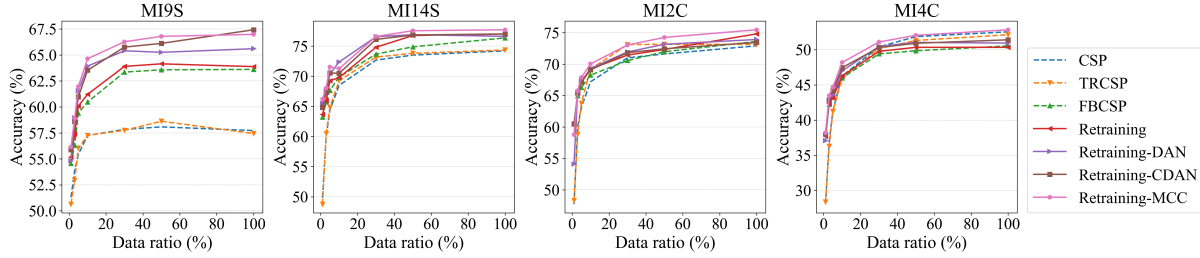 MI9S
Accuracy (%)
67.5
65.0
62.5
60.0
57.5
55.0
52.5
50.0
0 20 40 60 80 100
Data ratio (%)
MI14S
Accuracy (%)
75
70
65
60
55
50
0 20 40 60 80 100
Data ratio (%)
MI2C
Accuracy (%)
75
70
65
60
55
50
0 20 40 60 80 100
Data ratio (%)
MI4C
Accuracy (%)
50
45
40
35
30
0 20 40 60 80 100
Data ratio (%)
CSP
TRCSP
FBCSP
Retraining
Retraining-DAN
Retraining-CDAN
Retraining-MCC